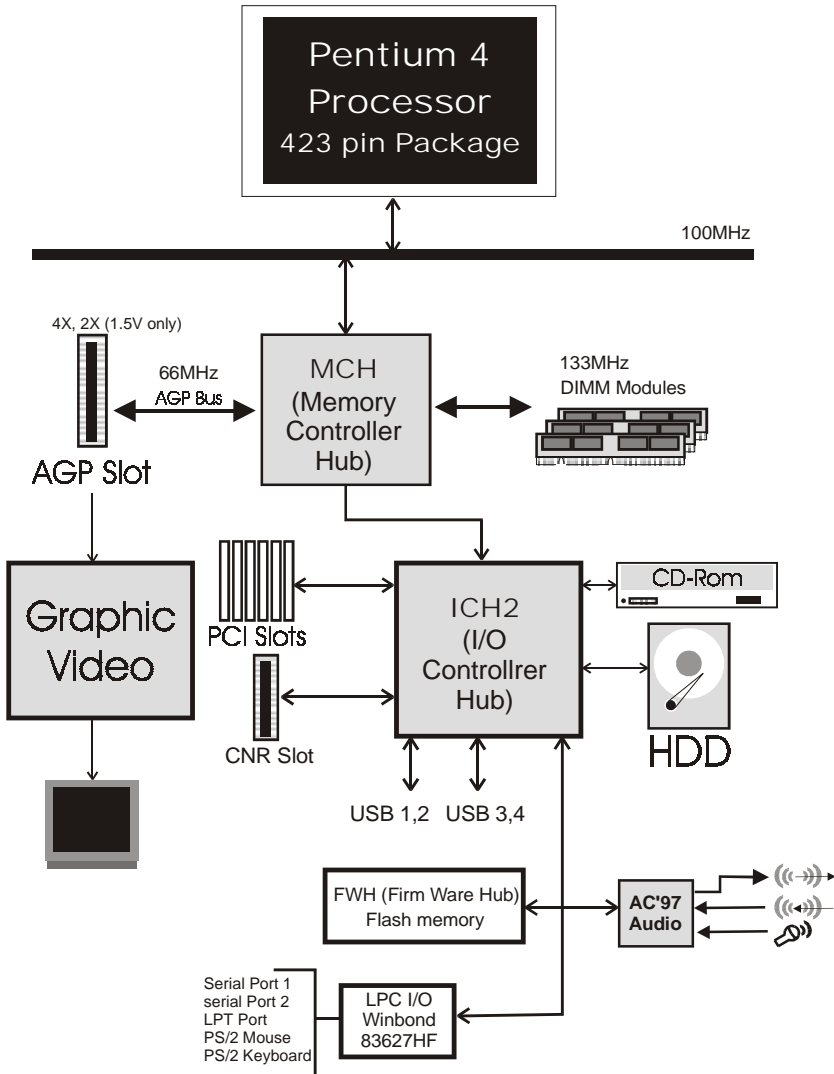 Pentium 4
Processor
423 pin Package
100MHz
4X, 2X (1.5V only)
66MHz
AGP Bus
AGP Slot
MCH
(Memory
Controller
Hub)
133MHz
DIMM Modules
Graphic
Video
PCI Slots
CNR Slot
ICH2
(I/O
Controllrer
Hub)
CD-Rom
HDD
USB 1,2
USB 3,4
FWH (Firm Ware Hub)
Flash memory
AC'97
Audio
Serial Port 1
serial Port 2
LPT Port
PS/2 Mouse
PS/2 Keyboard
LPC I/O
Winbond
83627HF